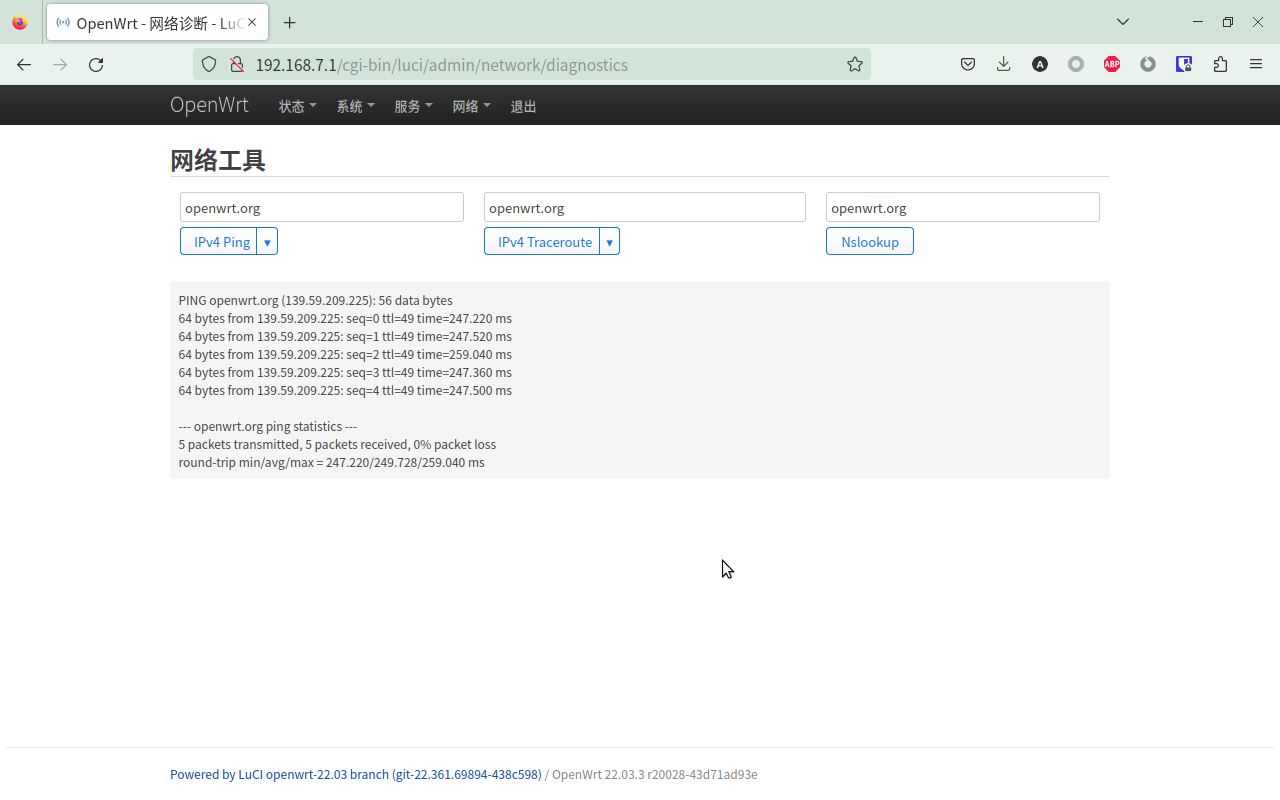 OpenWrt - 网络诊断 - LuC
192.168.7.1/cgi-bin/luci/admin/network/diagnostics
A
ABP
OpenWrt 状态 系统 服务 网络 退出
网络工具
openwrt.org openwrt.org openwrt.org
IPv4 Ping ▾ IPv4 Traceroute ▾ Nslookup
PING openwrt.org (139.59.209.225): 56 data bytes
64 bytes from 139.59.209.225: seq=0 ttl=49 time=247.220 ms
64 bytes from 139.59.209.225: seq=1 ttl=49 time=247.520 ms
64 bytes from 139.59.209.225: seq=2 ttl=49 time=259.040 ms
64 bytes from 139.59.209.225: seq=3 ttl=49 time=247.360 ms
64 bytes from 139.59.209.225: seq=4 ttl=49 time=247.500 ms
--- openwrt.org ping statistics ---
5 packets transmitted, 5 packets received, 0% packet loss
round-trip min/avg/max = 247.220/249.728/259.040 ms
Powered by LuCI openwrt-22.03 branch (git-22.361.69894-438c598) / OpenWrt 22.03.3 r20028-43d71ad93e